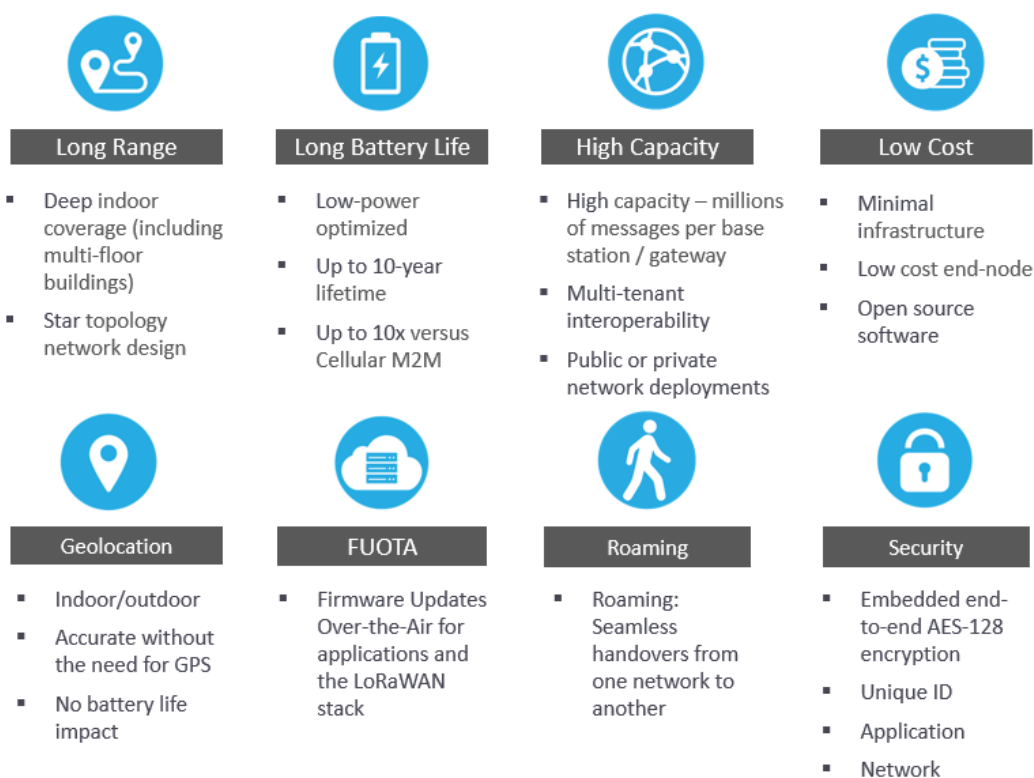 Long Range
▪ Deep indoor
coverage (including
multi-floor
buildings)
▪ Star topology
network design
Long Battery Life
▪ Low-power
optimized
▪ Up to 10-year
lifetime
▪ Up to 10x versus
Cellular M2M
High Capacity
▪ High capacity – millions
of messages per base
station / gateway
▪ Multi-tenant
interoperability
▪ Public or private
network deployments
$
Low Cost
▪ Minimal
infrastructure
▪ Low cost end-node
▪ Open source
software
Geolocation
▪ Indoor/outdoor
▪ Accurate without
the need for GPS
▪ No battery life
impact
FUOTA
▪ Firmware Updates
Over-the-Air for
applications and
the LoRaWAN
stack
Roaming
▪ Roaming:
Seamless
handovers from
one network to
another
Security
▪ Embedded end-
to-end AES-128
encryption
▪ Unique ID
▪ Application
▪ Network